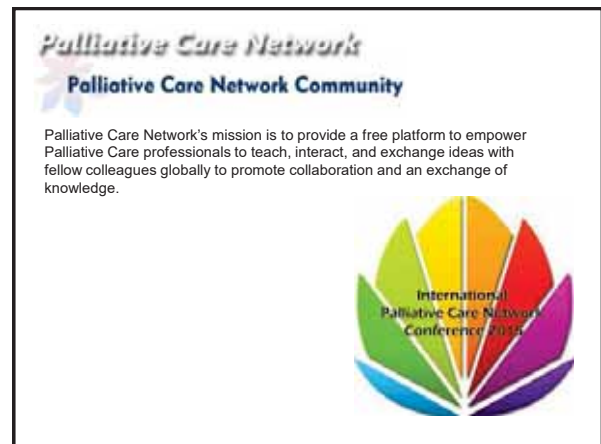 Palliative Care Network
Palliative Care Network Community
Palliative Care Network's mission is to provide a free platform to empower
Palliative Care professionals to teach, interact, and exchange ideas with
fellow colleagues globally to promote collaboration and an exchange of
knowledge.
International
Palliative Care Network
Conference 2015